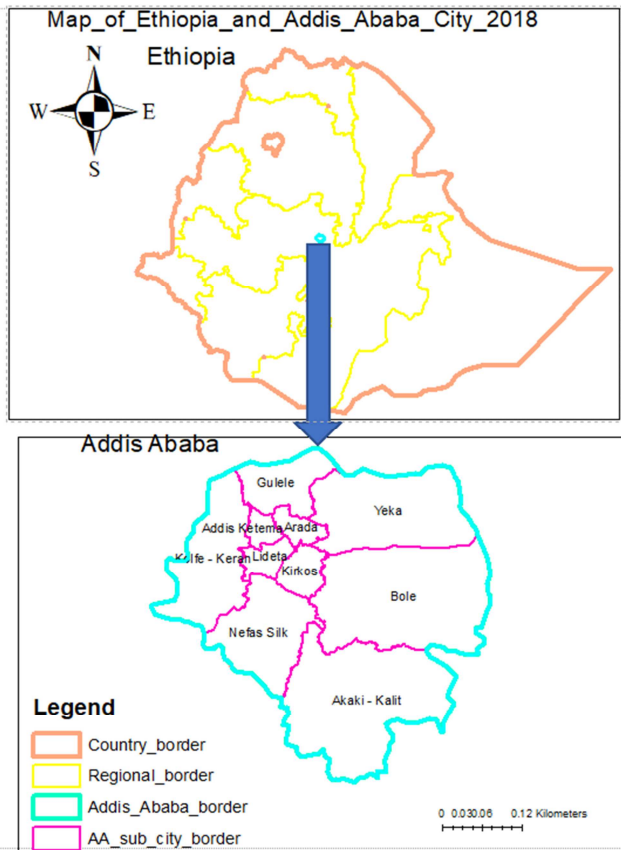 Map_of_Ethiopia_and_Addis_Ababa_City_2018
Ethiopia
N
W E
S
Addis Ababa
Gulele
Yeka
Addis Ketema
Arada
Kolfe - Keran
Lideta
Kirkos
Bole
Nefas Silk
Akaki - Kalit
Legend
Country_border
Regional_border
Addis_Ababa_border
AA_sub_city_border
0 0.030.06 0.12 Kilometers